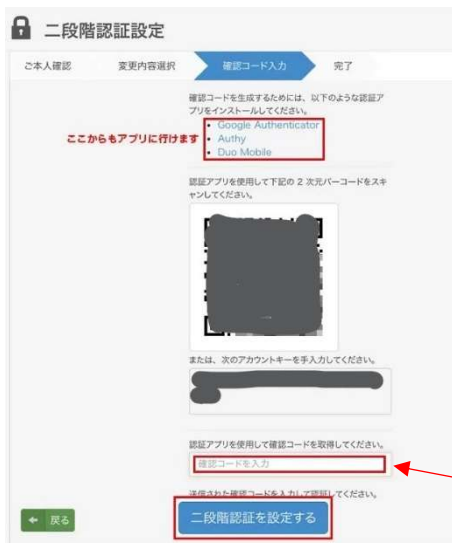 二段階認証設定
ご本人確認
変更内容選択
確認コード入力
完了
確認コードを生成するためには、以下のような認証ア
プリをインストールしてください。
• Google Authenticator
ここからもアプリに行けます
• Authy
• Duo Mobile
認証アプリを使用して下記の 2 次元バーコードをスキ
ャンしてください。
または、次のアカウントキーを手入力してください。
認証アプリを使用して確認コードを取得してください。
確認コードを入力
送信された確認コードを入力して認証してください。
戻る
二段階認証を設定する